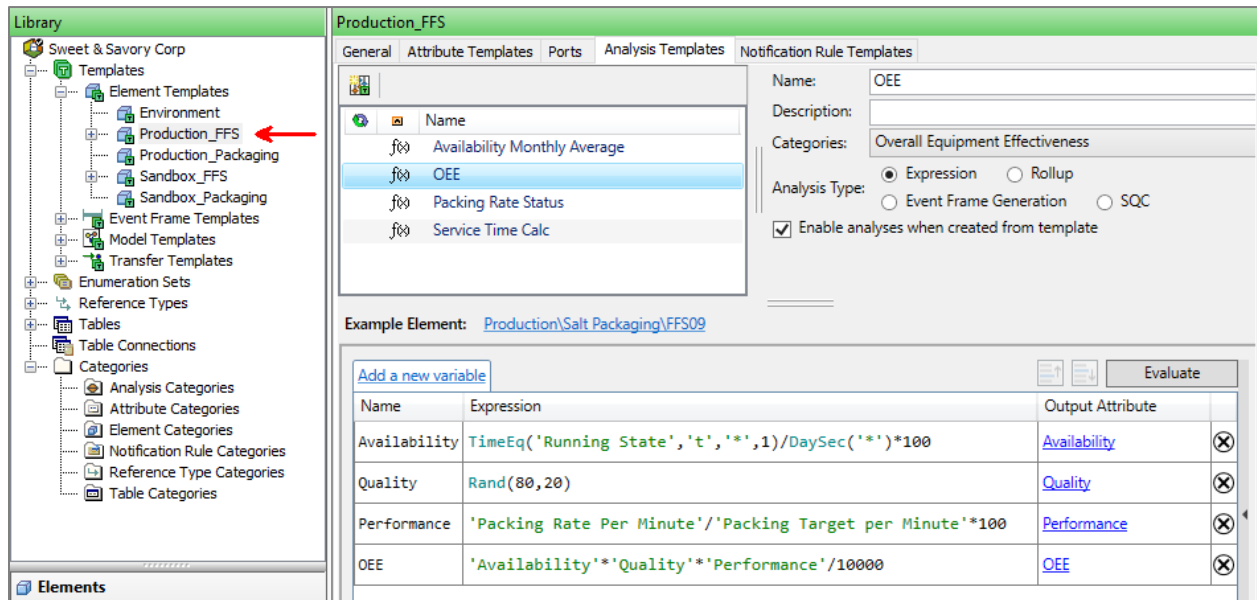 Library
Sweet & Savory Corp
Templates
Element Templates
Environment
Production_FFS
Production_Packaging
Sandbox_FFS
Sandbox_Packaging
Event Frame Templates
Model Templates
Transfer Templates
Enumeration Sets
Reference Types
Tables
Table Connections
Categories
Analysis Categories
Attribute Categories
Element Categories
Notification Rule Categories
Reference Type Categories
Table Categories
Elements
Production_FFS
General Attribute Templates Ports Analysis Templates Notification Rule Templates
Name
f(x) Availability Monthly Average
f(x) OEE
f(x) Packing Rate Status
f(x) Service Time Calc
Name: OEE
Description:
Categories: Overall Equipment Effectiveness
Analysis Type: Expression Rollup
Event Frame Generation SQC
Enable analyses when created from template
Example Element: Production\Salt Packaging\FFS09
Add a new variable Evaluate
Name Expression Output Attribute
Availability TimeEq('Running State','t','*',1)/DaySec('*')*100 Availability
Quality Rand(80,20) Quality
Performance 'Packing Rate Per Minute'/'Packing Target per Minute'*100 Performance
OEE 'Availability'*'Quality'*'Performance'/10000 OEE